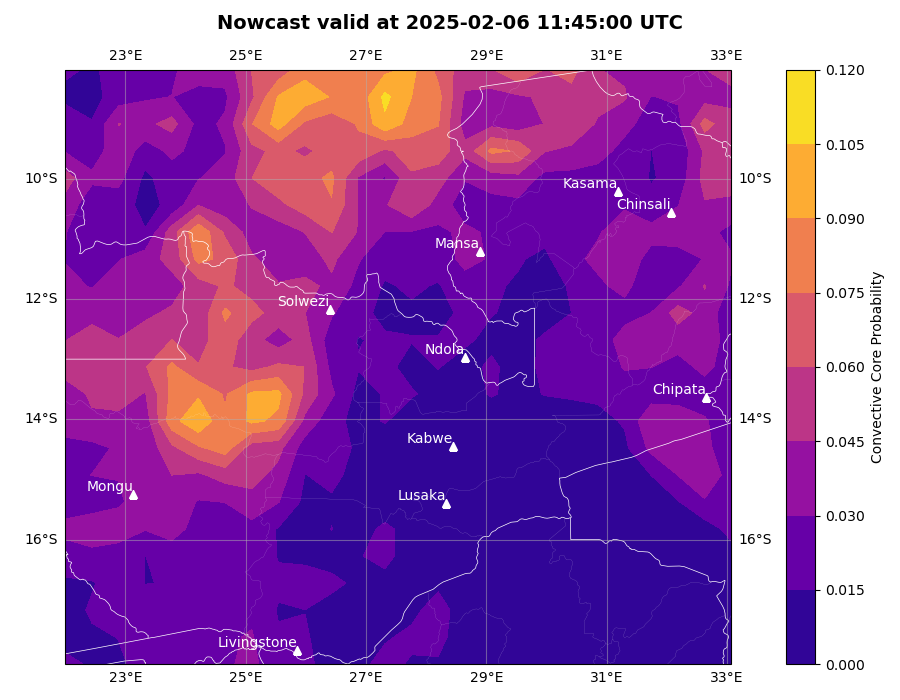 Nowcast valid at 2025-02-06 11:45:00 UTC
23°E 25°E 27°E 29°E 31°E 33°E
0.120
0.105
10°S Kasama 10°S
Chinsali
0.090
Mansa
0.075
12°S Solwezi 12°S
0.060
Ndola
Chipata
14°S 14°S
Kabwe
0.045
Mongu
Lusaka
0.030
16°S 16°S
0.015
Livingstone
0.000
23°E 25°E 27°E 29°E 31°E 33°E
Convective Core Probability